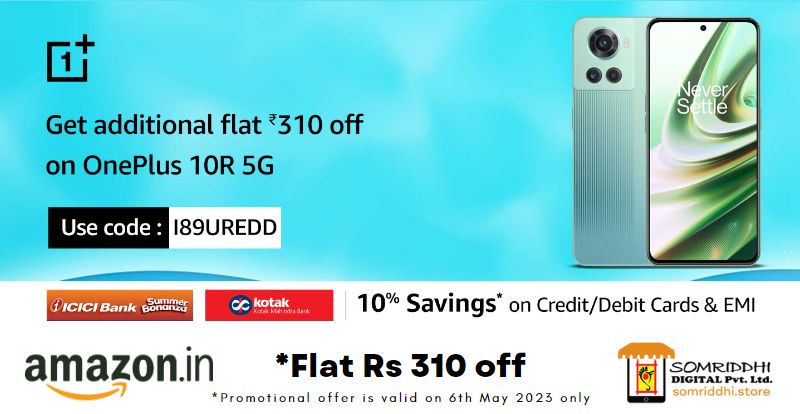 1+
Get additional flat ₹310 off
on OnePlus 10R 5G
Use code : I89UREDD
Never
Settle
ICICI Bank Summer Bonanza
kotak
Kotak Mahindra Bank
10% Savings* on Credit/Debit Cards & EMI
amazon.in
*Flat Rs 310 off
*Promotional offer is valid on 6th May 2023 only
SOMRIDDHI
DIGITAL Pvt. Ltd.
somriddhi.store